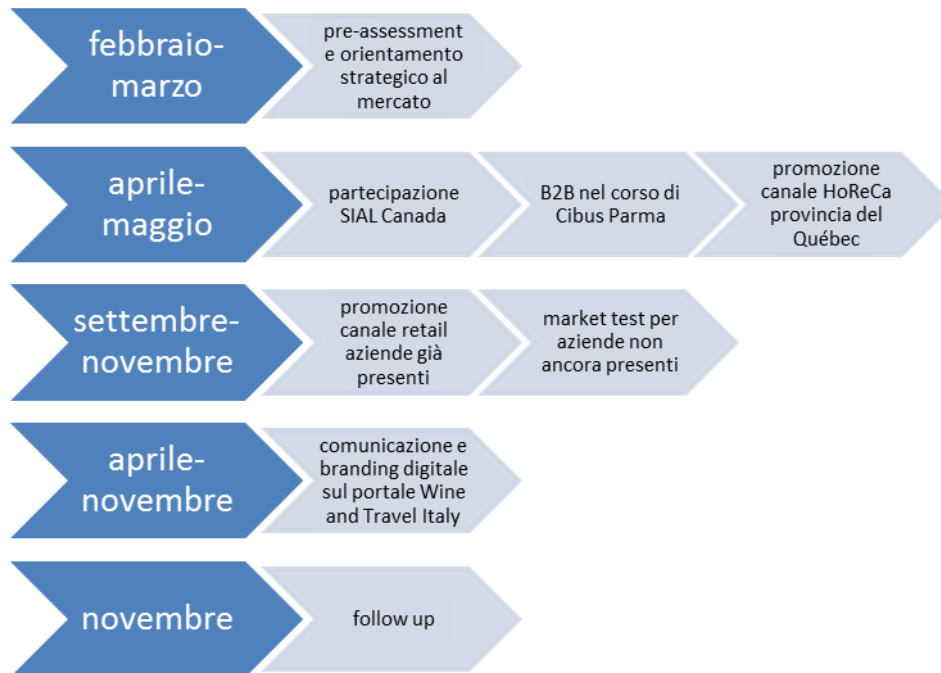 febbraio-
marzo
pre-assessment
e orientamento
strategico al
mercato
aprile-
maggio
partecipazione
SIAL Canada
B2B nel corso di
Cibus Parma
promozione
canale HoReCa
provincia del
Québec
settembre-
novembre
promozione
canale retail
aziende già
presenti
market test per
aziende non
ancora presenti
aprile-
novembre
comunicazione e
branding digitale
sul portale Wine
and Travel Italy
novembre
follow up